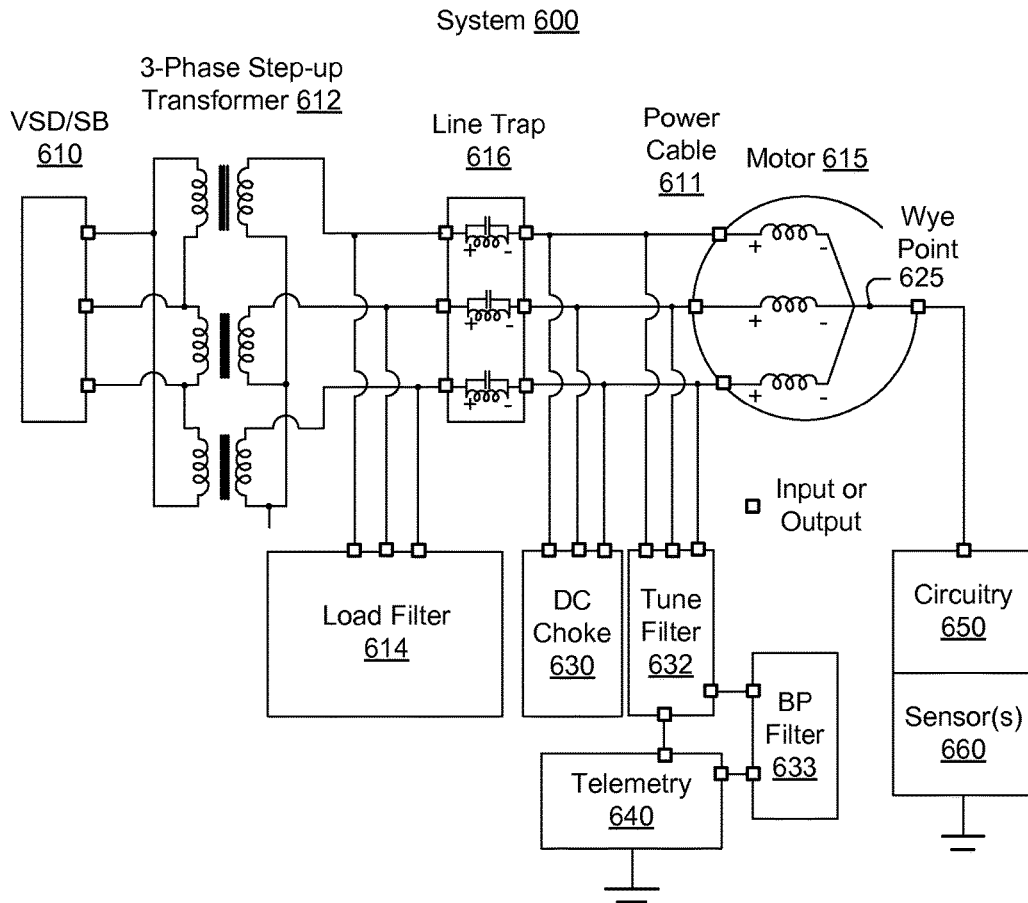 System 600
3-Phase Step-up
Transformer 612
VSD/SB
610
Line Trap
616
Power
Cable
611
Motor 615
Wye
Point
625
+ -
+ -
+ -
+ -
+ -
+ -
Input or
Output
Load Filter
614
DC
Choke
630
Tune
Filter
632
BP
Filter
633
Telemetry
640
Circuitry
650
Sensor(s)
660